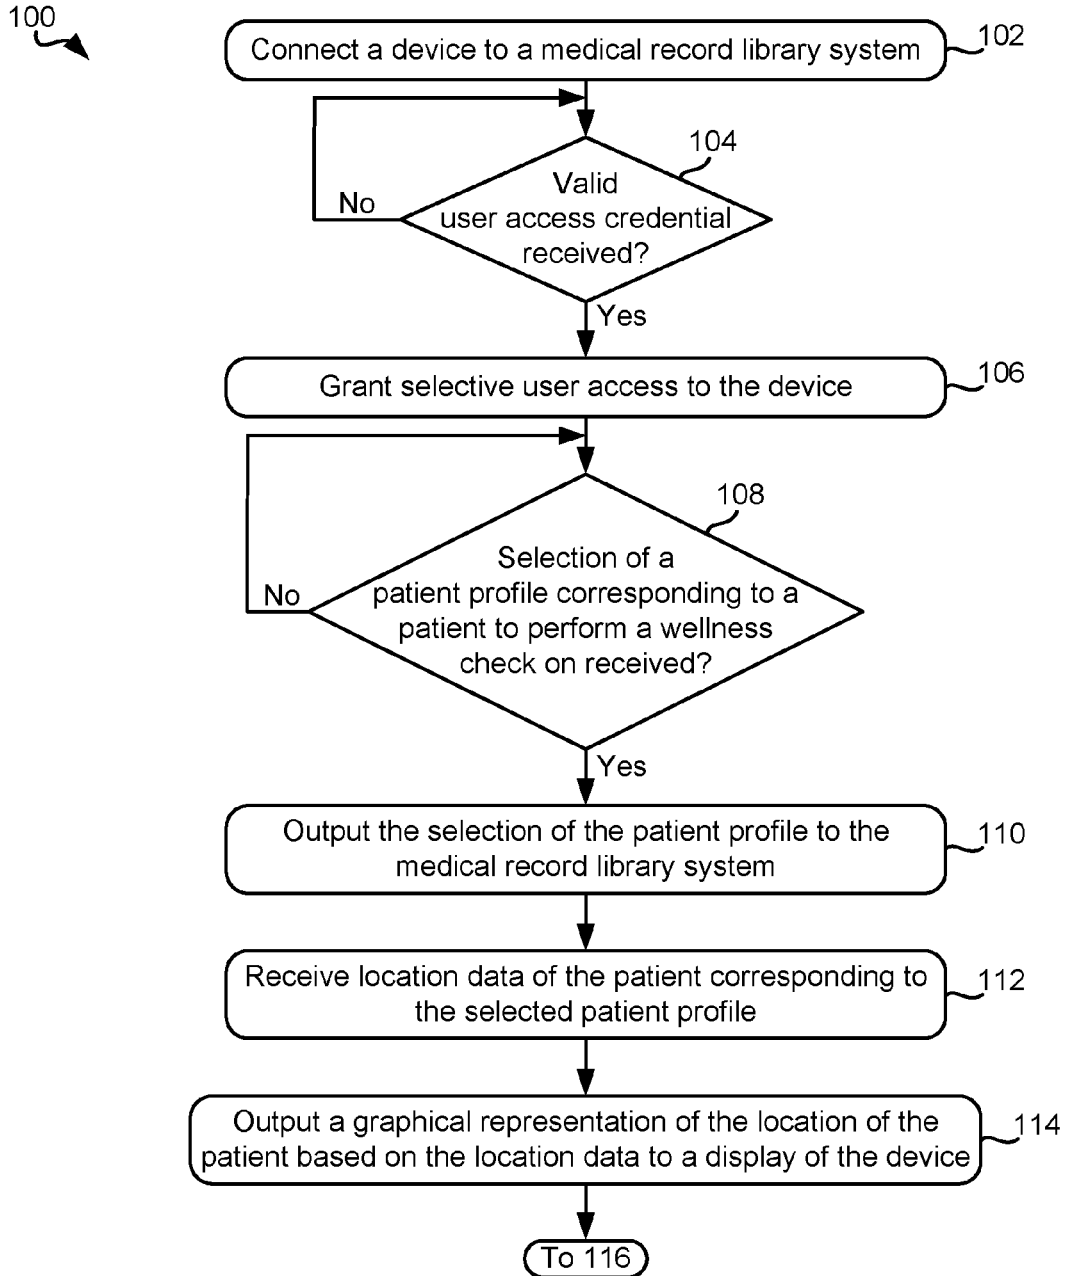 100
Connect a device to a medical record library system
102
104
Valid
user access credential
received?
No
Yes
Grant selective user access to the device
106
108
Selection of a
patient profile corresponding to a
patient to perform a wellness
check on received?
No
Yes
Output the selection of the patient profile to the
medical record library system
110
Receive location data of the patient corresponding to
the selected patient profile
112
Output a graphical representation of the location of the
patient based on the location data to a display of the device
114
To 116